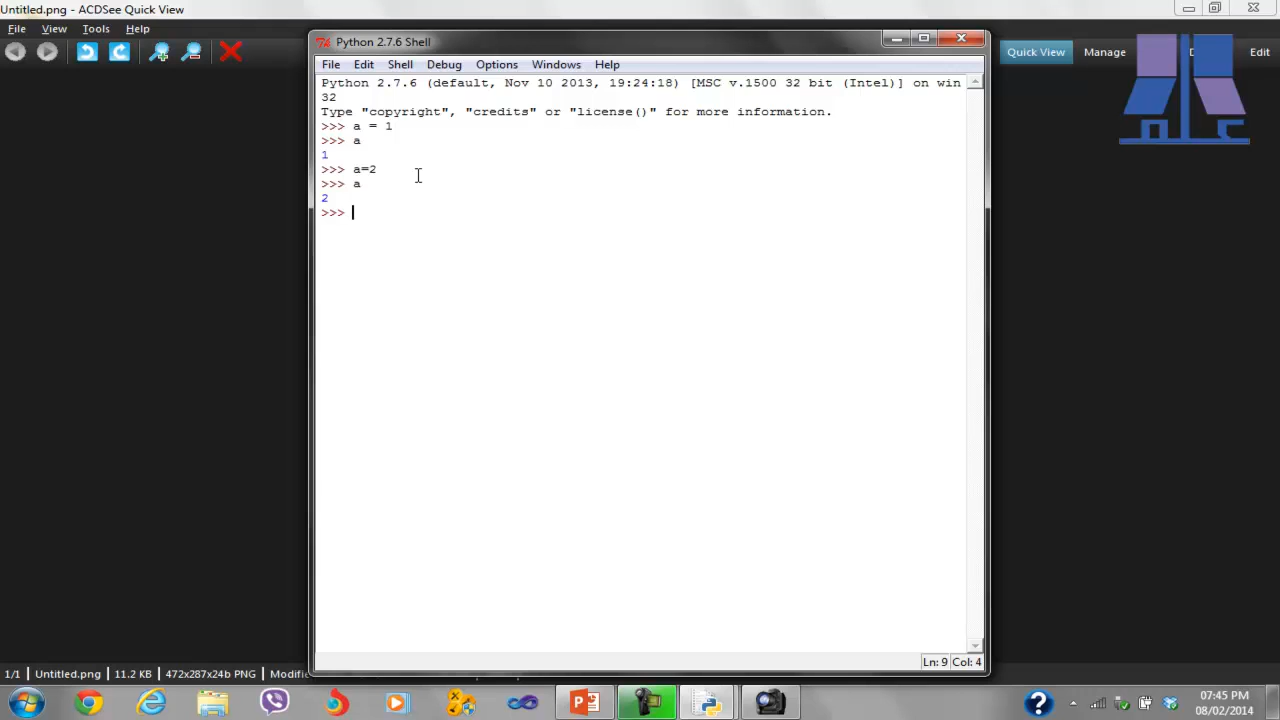 Untitled.png - ACDSee Quick View
File View Tools Help
Quick View Manage Edit
Python 2.7.6 Shell
File Edit Shell Debug Options Windows Help
Python 2.7.6 (default, Nov 10 2013, 19:24:18) [MSC v.1500 32 bit (Intel)] on win
32
Type "copyright", "credits" or "license()" for more information.
>>> a = 1
>>> a
1
>>> a=2
>>> a
2
>>>
Ln: 9 Col: 4
1/1 Untitled.png 11.2 KB 472x287x24b PNG Modifie
07:45 PM
08/02/2014